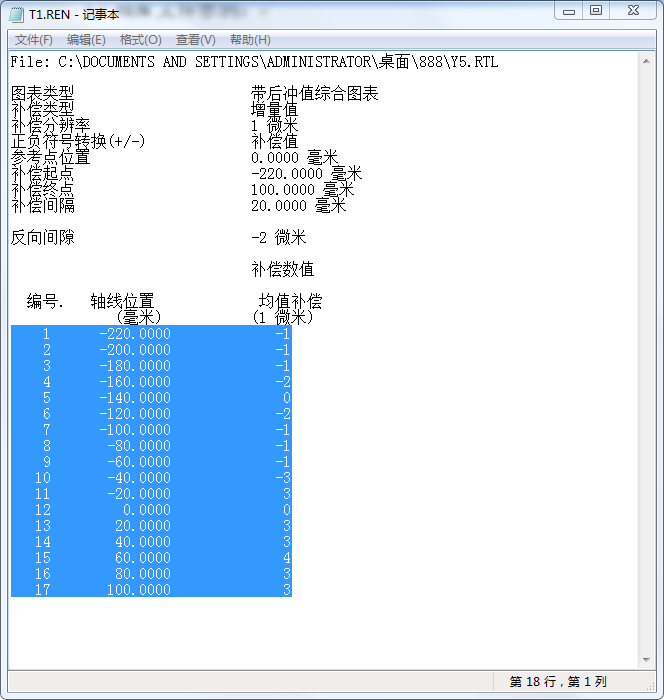 T1.REN - 记事本
文件(F) 编辑(E) 格式(O) 查看(V) 帮助(H)
File: C:\DOCUMENTS AND SETTINGS\ADMINISTRATOR\桌面\888\Y5.RTL
图表类型 带后冲值综合图表
补偿类型 增量值
补偿分辨率 1 微米
正负符号转换(+/-) 补偿值
参考点位置 0.0000 毫米
补偿起点 -220.0000 毫米
补偿终点 100.0000 毫米
补偿间隔 20.0000 毫米
反向间隙 -2 微米
补偿数值
编号. 轴线位置 均值补偿
(毫米) (1 微米)
1 -220.0000 -1
2 -200.0000 -1
3 -180.0000 -1
4 -160.0000 -2
5 -140.0000 0
6 -120.0000 -2
7 -100.0000 -1
8 -80.0000 -1
9 -60.0000 -1
10 -40.0000 -3
11 -20.0000 3
12 0.0000 0
13 20.0000 3
14 40.0000 3
15 60.0000 4
16 80.0000 3
17 100.0000 3
第 18 行，第 1 列